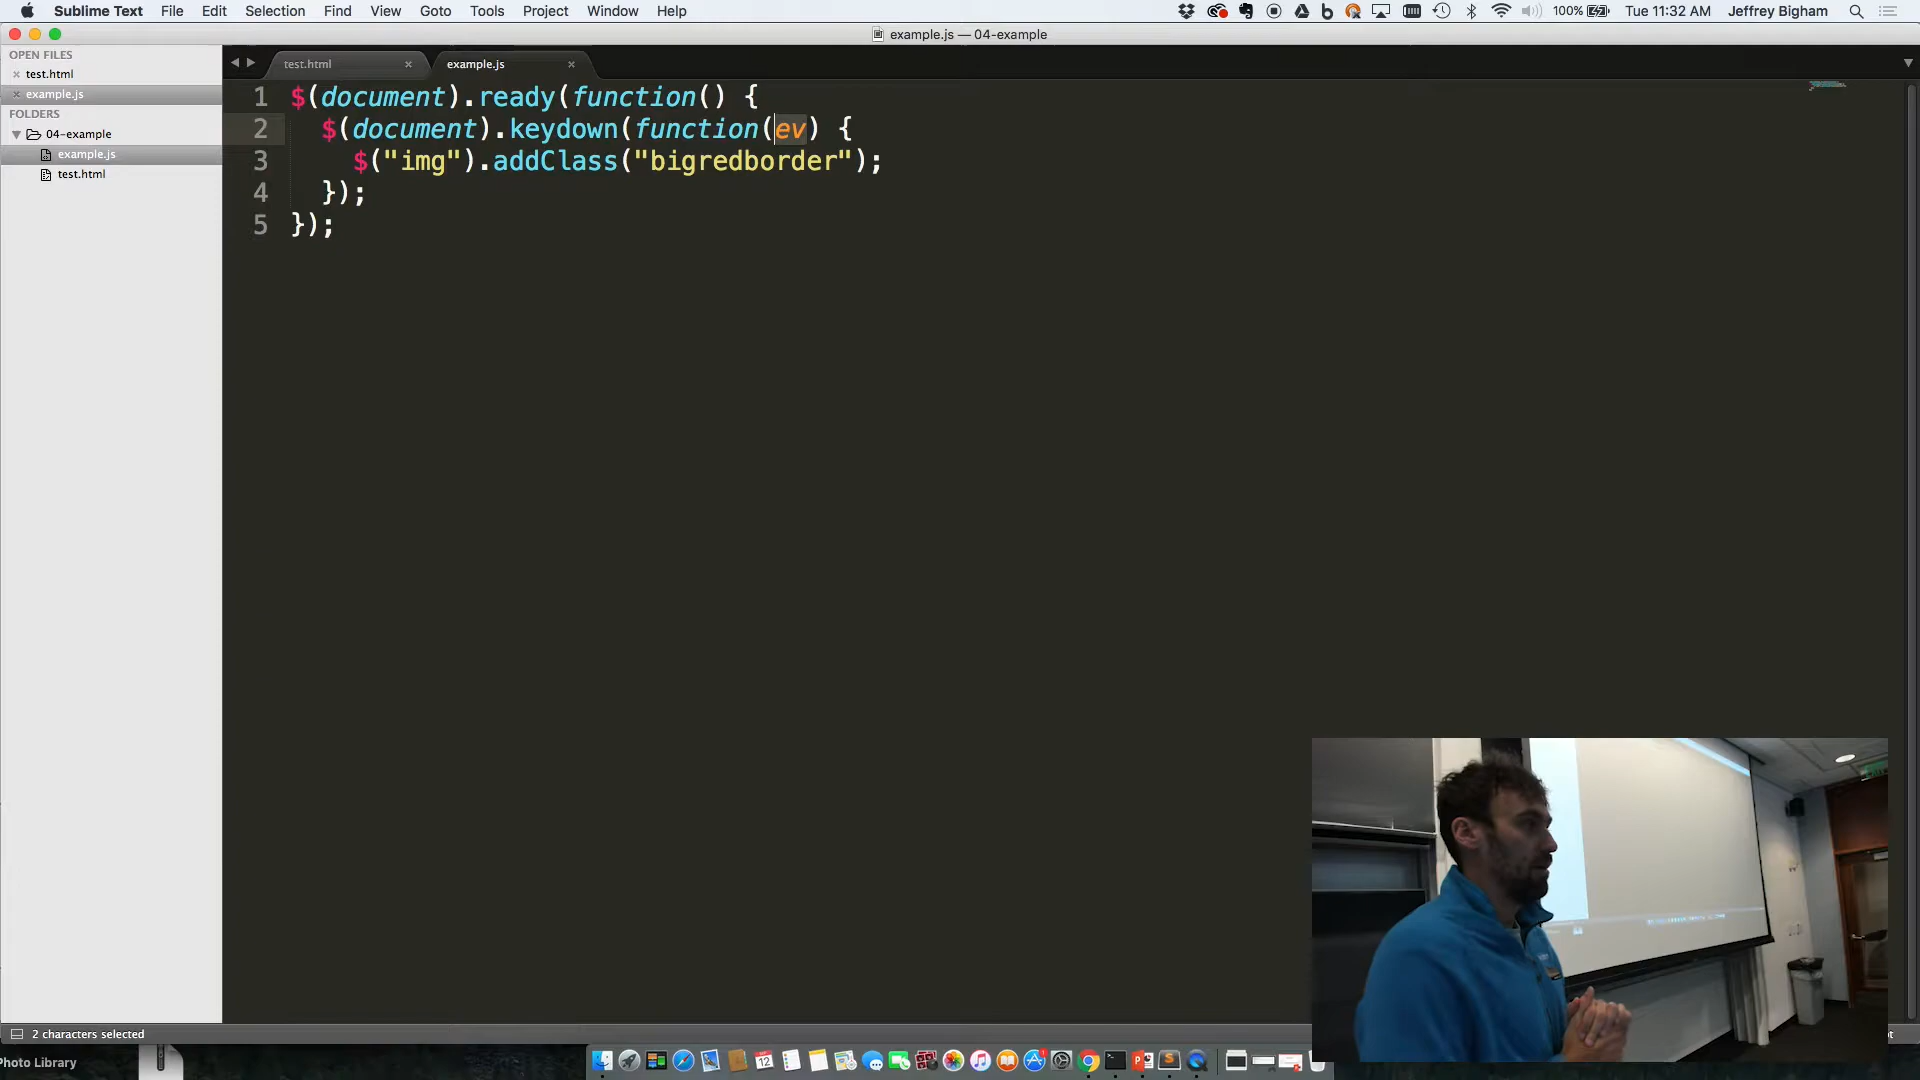 Sublime Text File Edit Selection Find View Goto Tools Project Window Help 100% Tue 11:32 AM Jeffrey Bigham
example.js — 04-example
OPEN FILES
test.html
example.js
FOLDERS
04-example
example.js
test.html
test.html example.js
1 $(document).ready(function() {
2 $(document).keydown(function(ev) {
3 $("img").addClass("bigredborder");
4 });
5 });
2 characters selected
Photo Library